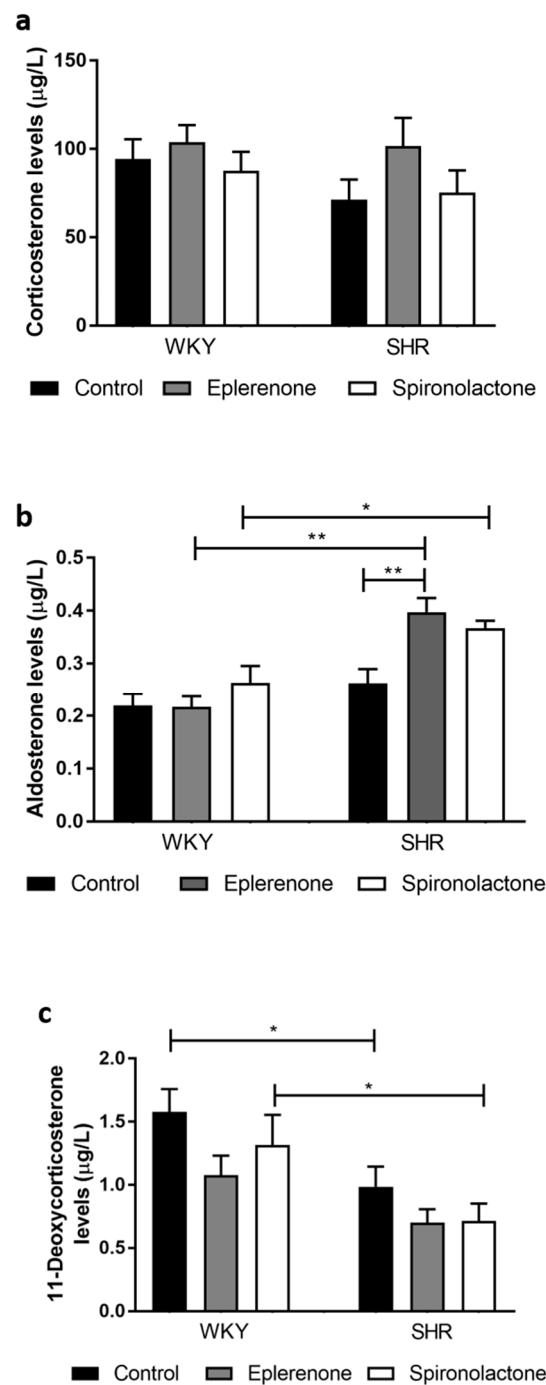 a
Corticosterone levels (μg/L)
150
100
50
0
WKY SHR
Control Eplerenone Spironolactone
b
*
**
**
Aldosterone levels (μg/L)
0.5
0.4
0.3
0.2
0.1
0.0
WKY SHR
Control Eplerenone Spironolactone
c
*
*
11-Deoxycorticosterone
levels (μg/L)
2.0
1.5
1.0
0.5
0.0
WKY SHR
Control Eplerenone Spironolactone